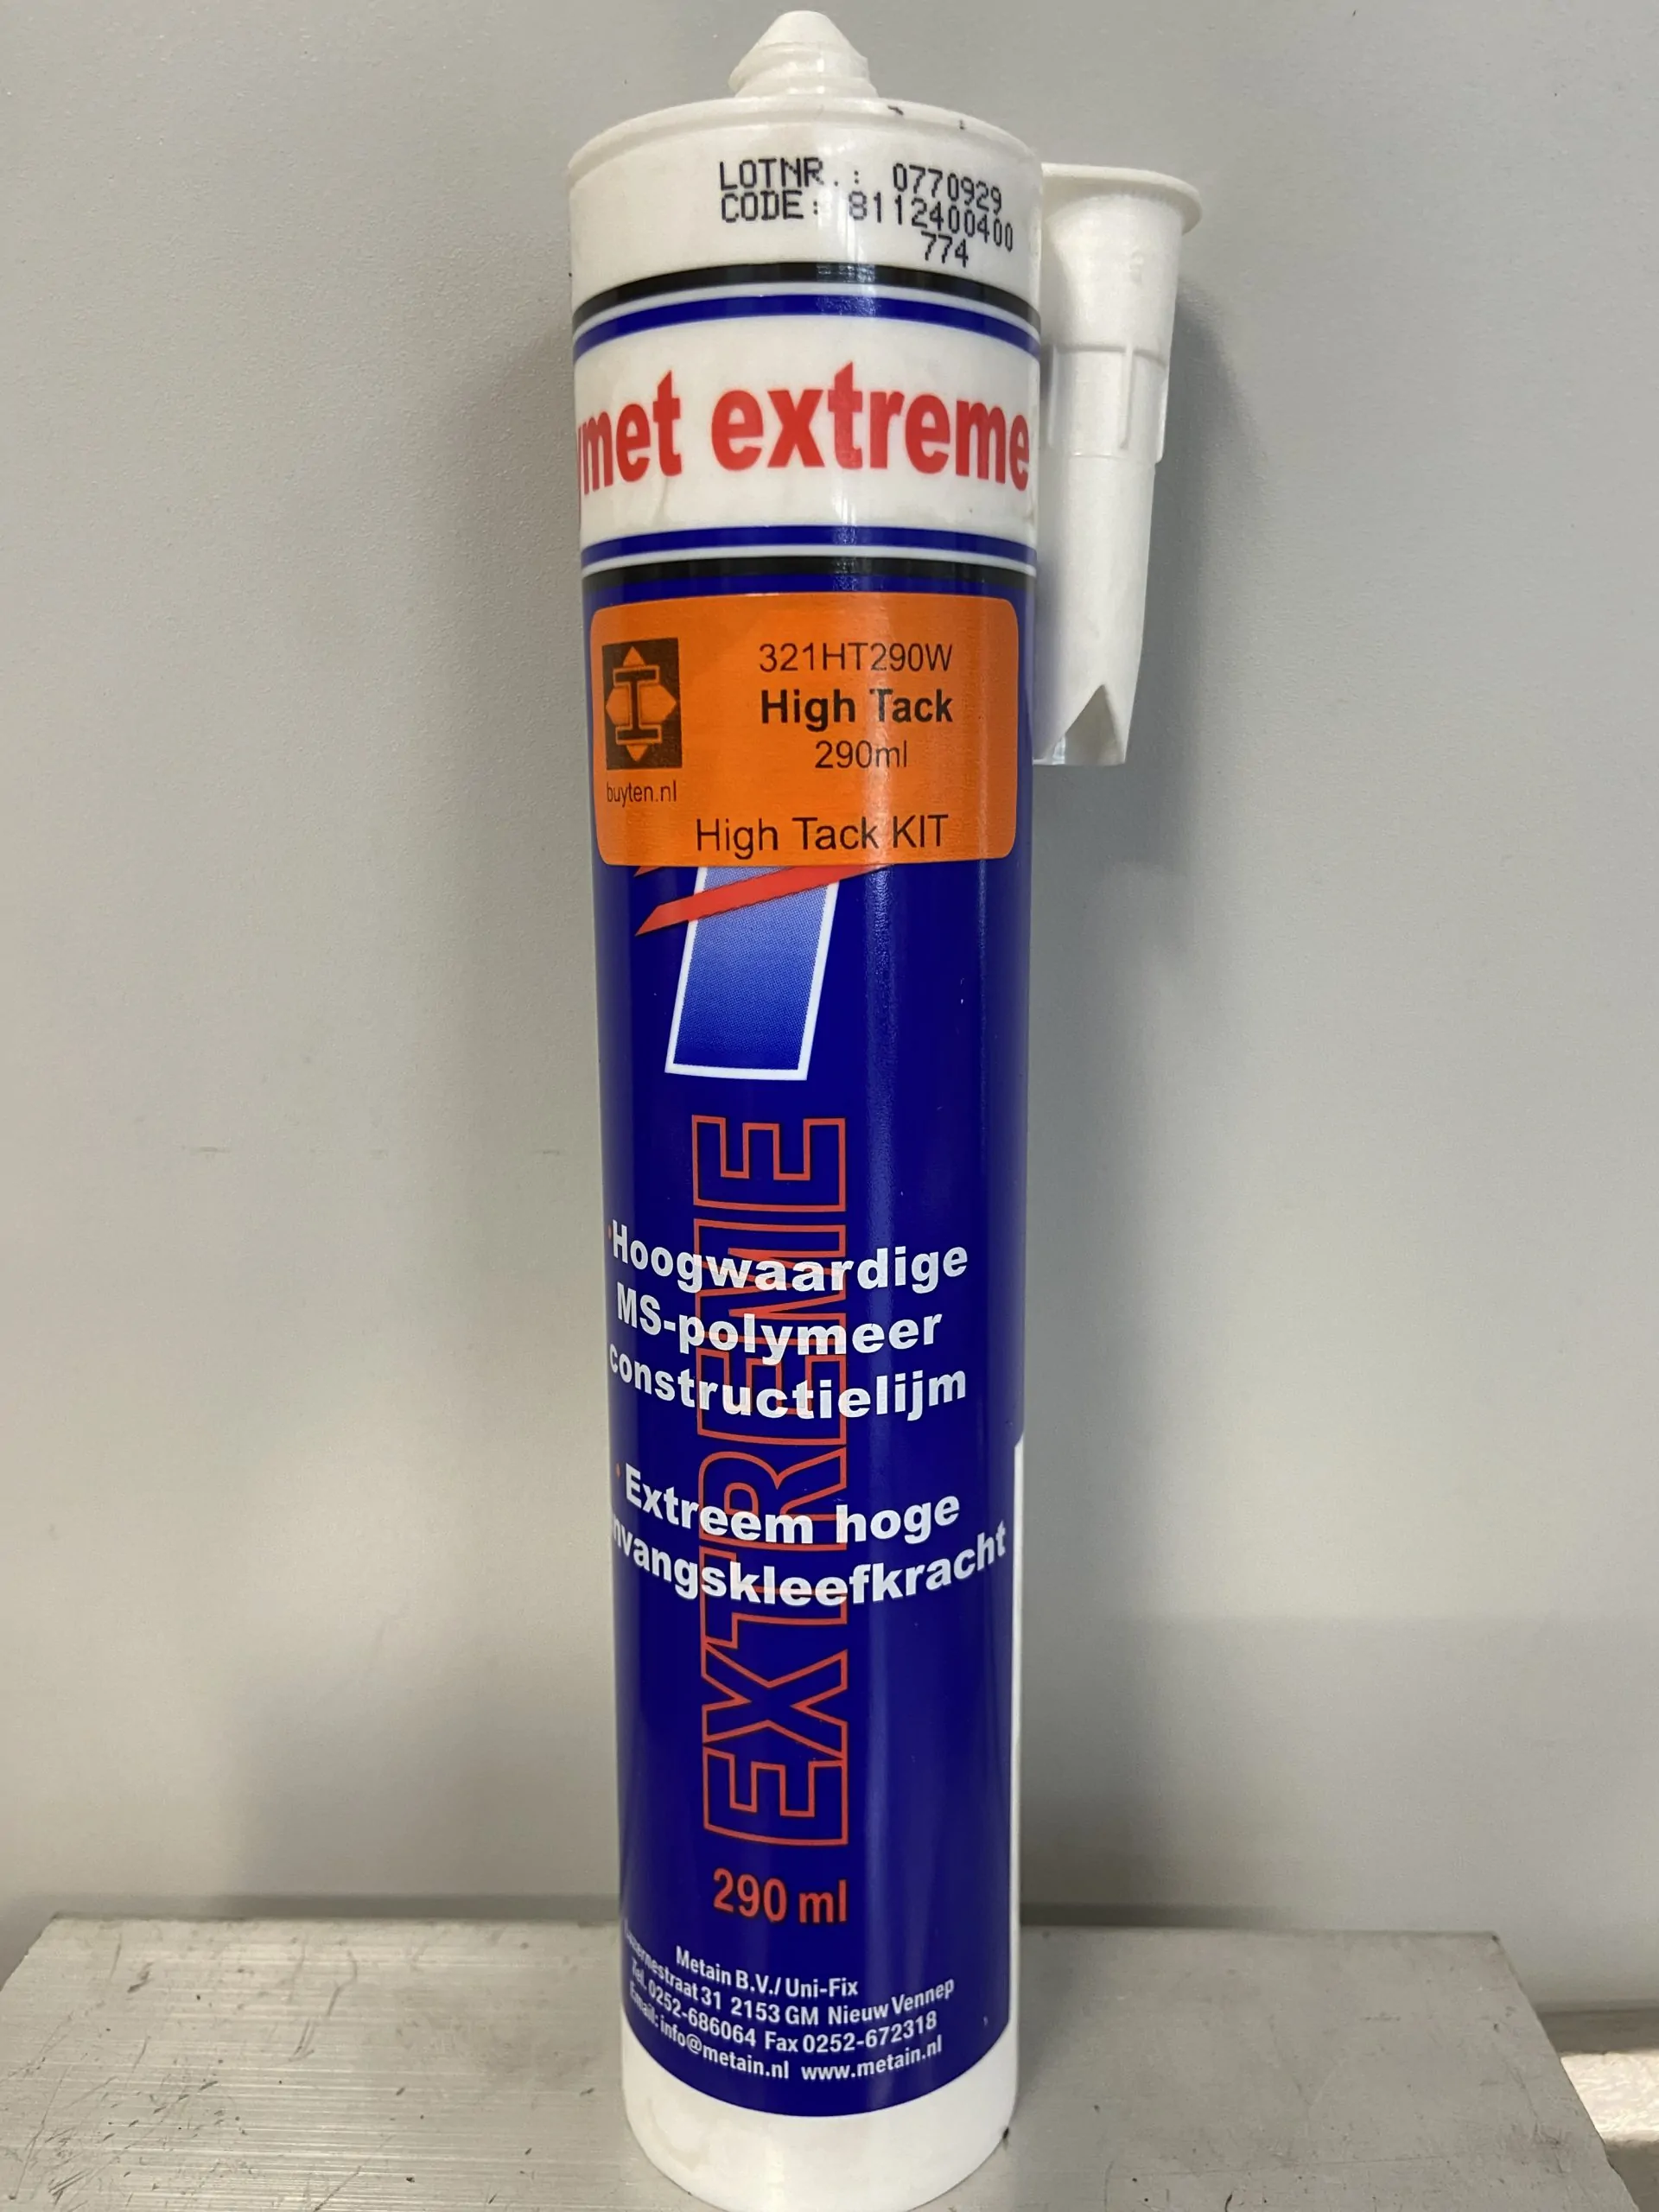 LOTNR.: 0770929
CODE: 8112400400
774
met extreme
321HT290W
High Tack
290ml
buyten.nl
High Tack KIT
EXTREME
Hoogwaardige
MS-polymeer
constructielijm
Extreem hoge
nvangskleefkracht
290 ml
Metain B.V./Uni-Fix
31 2153 GM Nieuw Vennep
Tel. 0252-686064 Fax 0252-672318
Email: info@metain.nl www.metain.nl